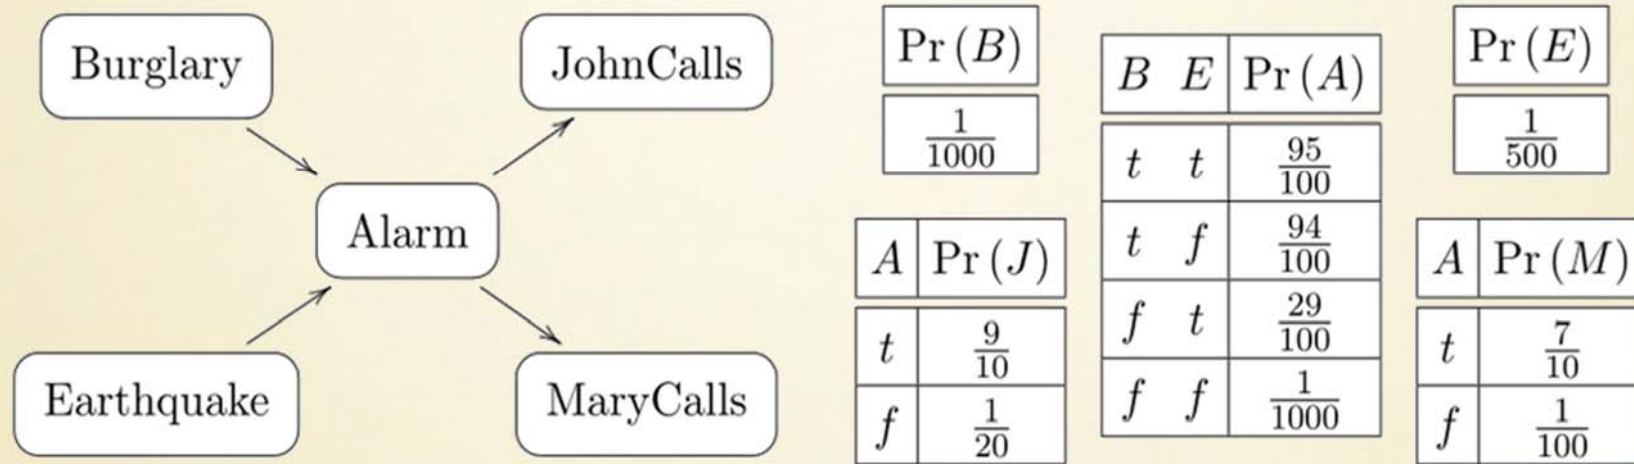 Burglary
JohnCalls
Alarm
Earthquake
MaryCalls
Pr (B)
1/1000
B E Pr (A)
t t 95/100
t f 94/100
f t 29/100
f f 1/1000
Pr (E)
1/500
A Pr (J)
t 9/10
f 1/20
A Pr (M)
t 7/10
f 1/100